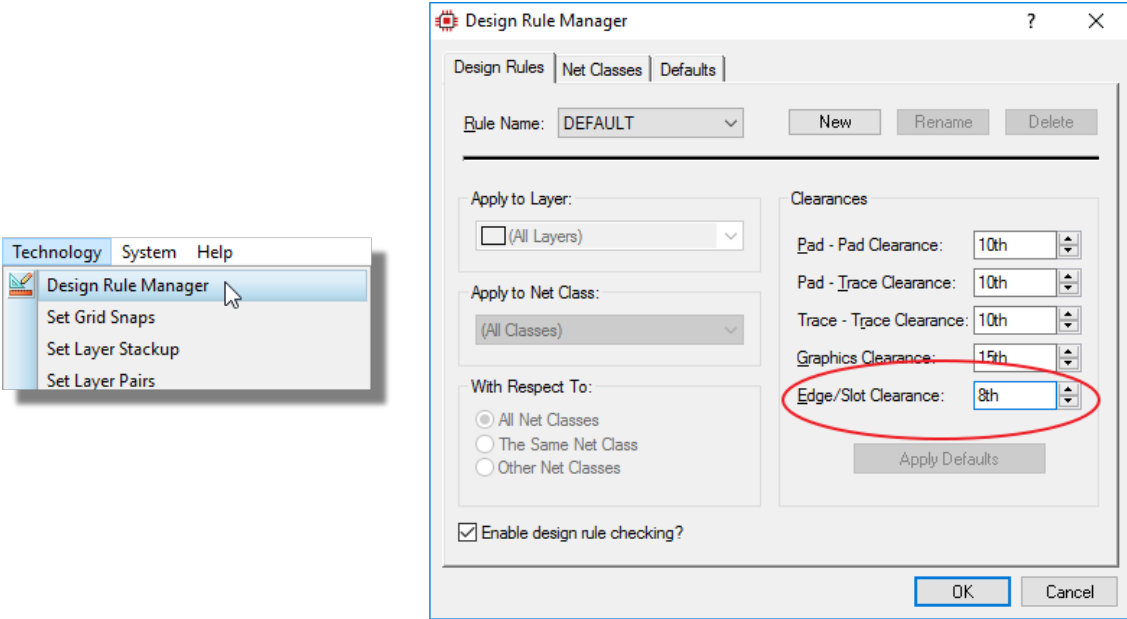 Technology System Help
Design Rule Manager
Set Grid Snaps
Set Layer Stackup
Set Layer Pairs
Design Rule Manager ? ×
Design Rules Net Classes Defaults
Rule Name: DEFAULT New Rename Delete
Apply to Layer:
(All Layers)
Apply to Net Class:
(All Classes)
With Respect To:
All Net Classes
The Same Net Class
Other Net Classes
Clearances
Pad - Pad Clearance: 10th
Pad - Trace Clearance: 10th
Trace - Trace Clearance: 10th
Graphics Clearance: 15th
Edge/Slot Clearance: 8th
Apply Defaults
Enable design rule checking?
OK Cancel